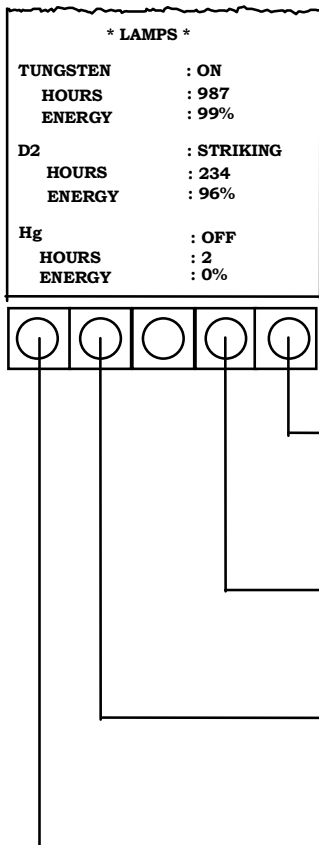 * LAMPS *
TUNGSTEN : ON
HOURS : 987
ENERGY : 99%
D2 : STRIKING
HOURS : 234
ENERGY : 96%
Hg : OFF
HOURS : 2
ENERGY : 0%